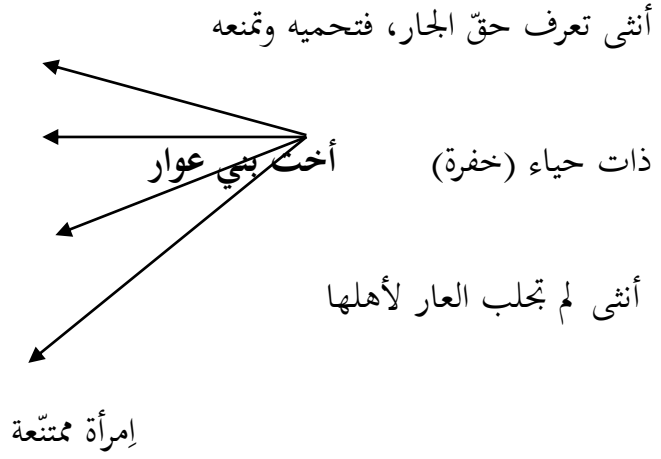 أنثى تعرف حقّ الجار، فتحميه وتمنعه
ذات حياء (خفرة) أخت بني عوار
أنثى لم تجلب العار لأهلها
اِمرأة ممتنّعة